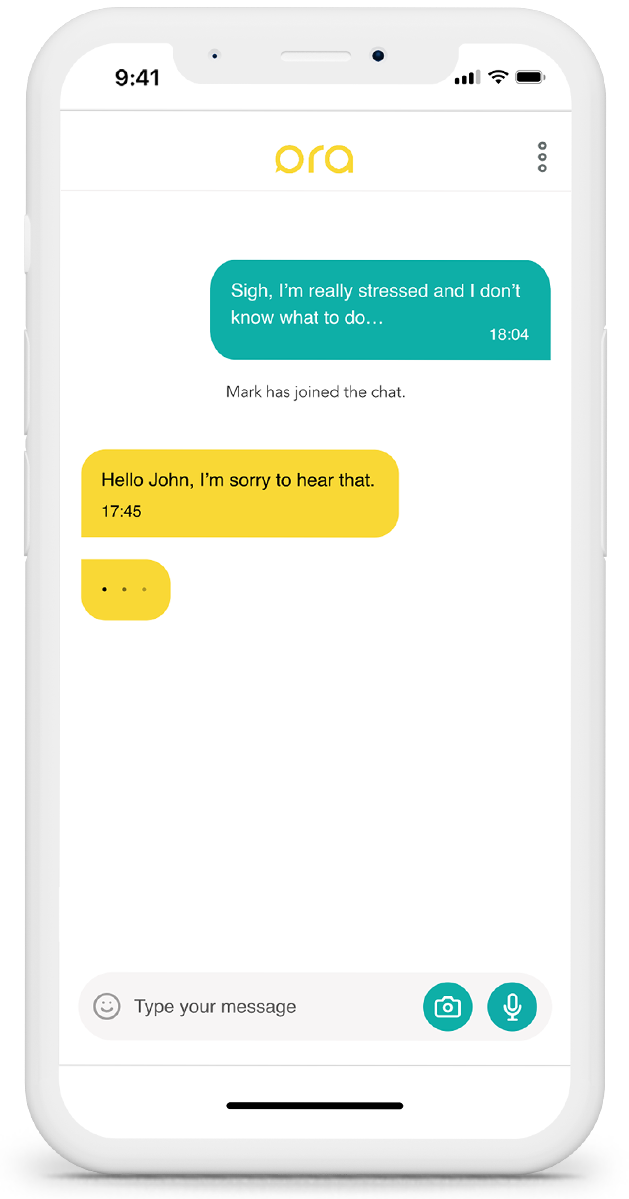 9:41
ora
Sigh, I’m really stressed and I don’t
know what to do…
18:04
Mark has joined the chat.
Hello John, I’m sorry to hear that.
17:45
Type your message